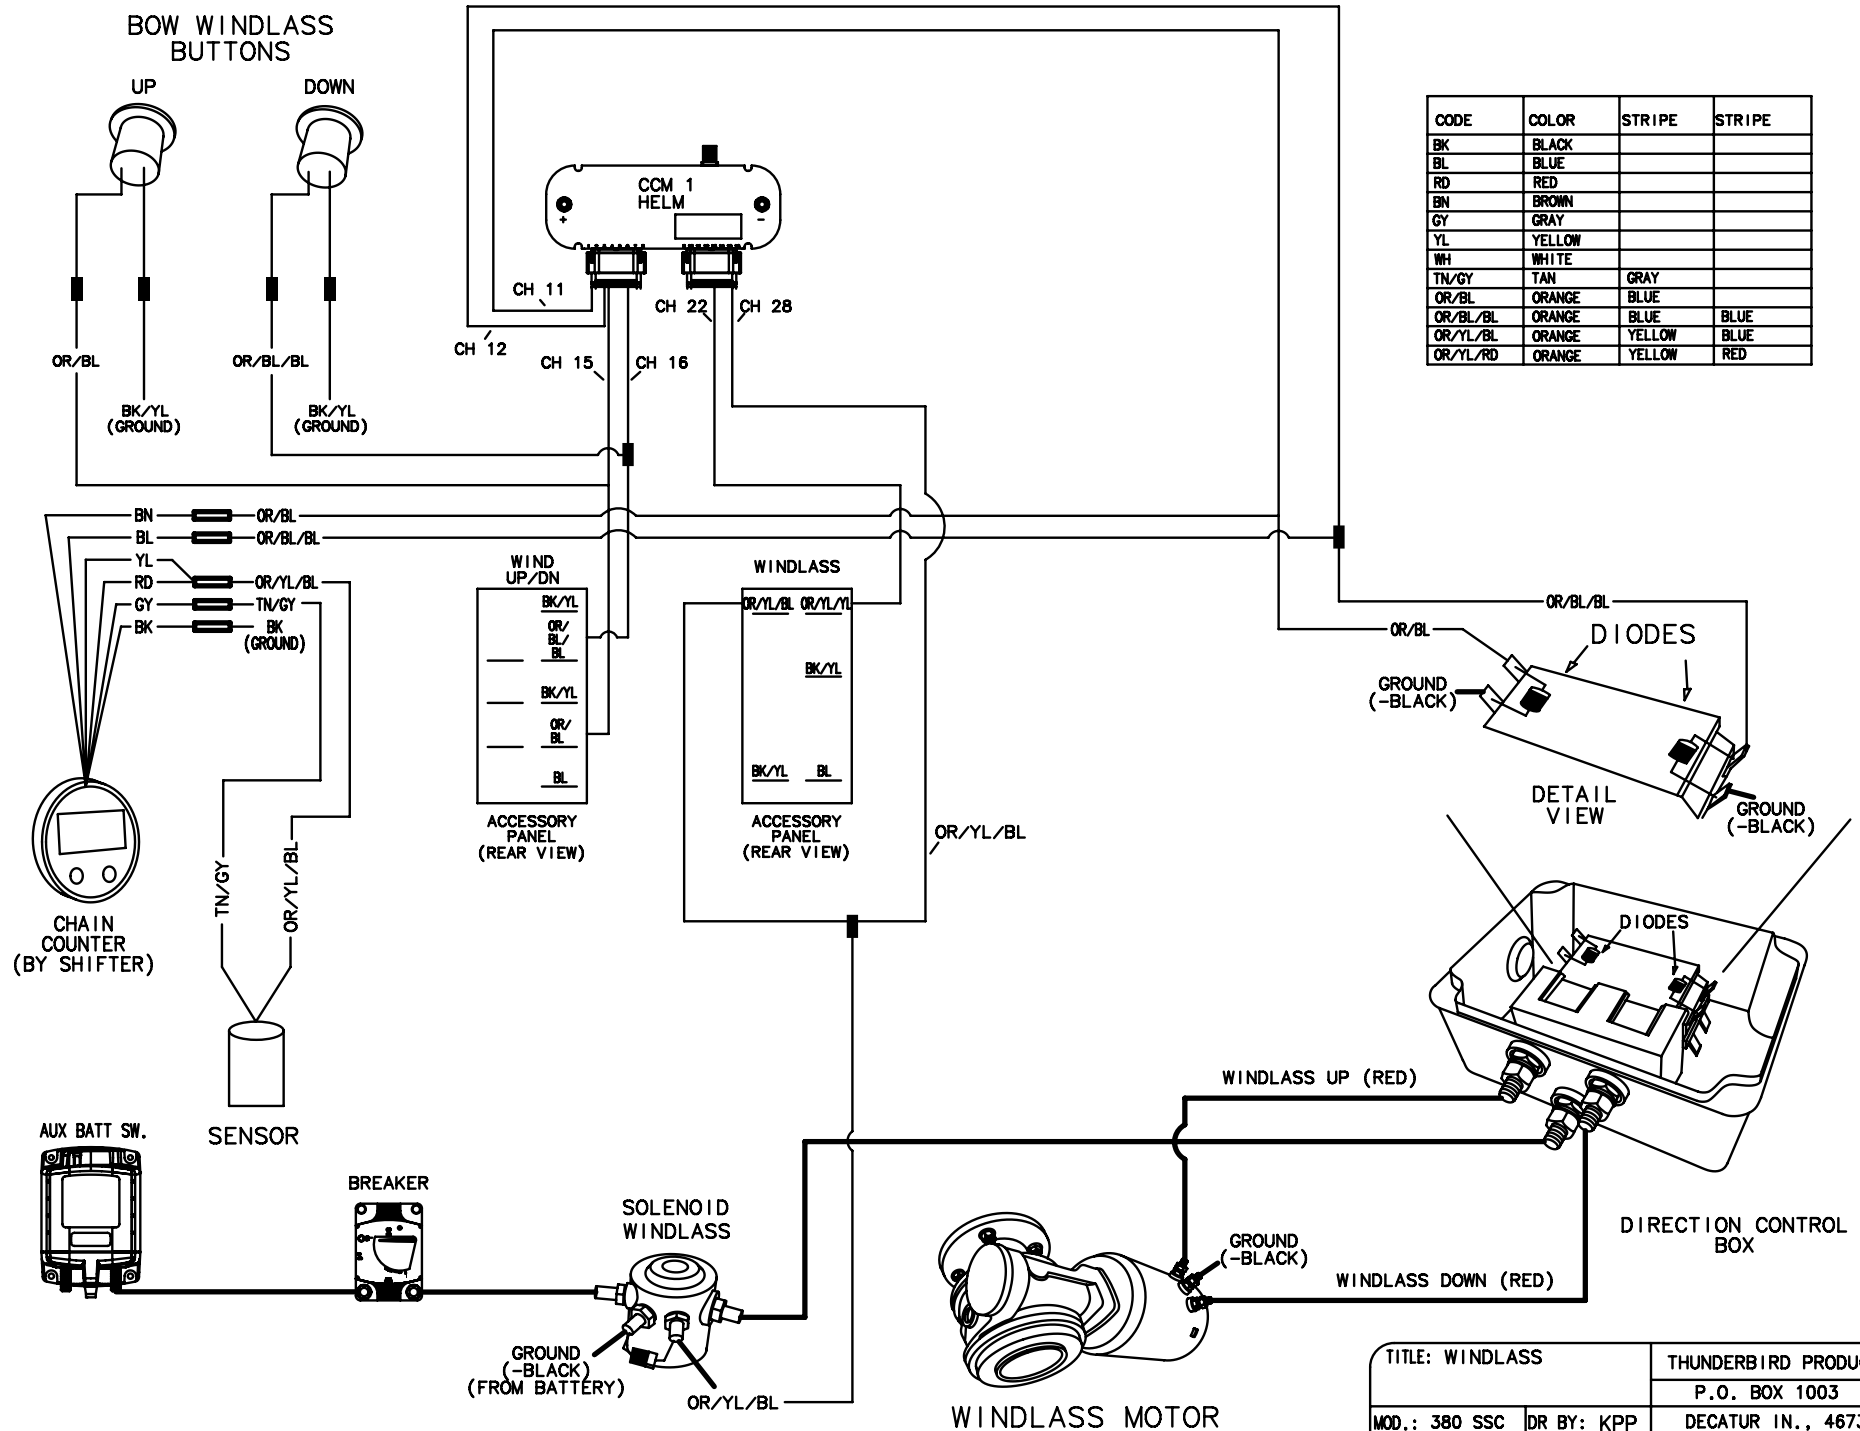 BOW WINDLASS
BUTTONS
UP
DOWN
OR/BL
BK/YL
(GROUND)
OR/BL/BL
BK/YL
(GROUND)
CCM 1
HELM
+
-
CH 11
CH 12
CH 15
CH 16
CH 22
CH 28
CODE COLOR STRIPE STRIPE
BK BLACK
BL BLUE
RD RED
BN BROWN
GY GRAY
YL YELLOW
WH WHITE
TN/GY TAN GRAY
OR/BL ORANGE BLUE
OR/BL/BL ORANGE BLUE BLUE
OR/YL/BL ORANGE YELLOW BLUE
OR/YL/RD ORANGE YELLOW RED
BN OR/BL
BL OR/BL/BL
YL
RD OR/YL/BL
GY TN/GY
BK BK
(GROUND)
TN/GY
OR/YL/BL
CHAIN
COUNTER
(BY SHIFTER)
SENSOR
WIND
UP/DN
BK/YL
OR/
BL/
BL
BK/YL
OR/
BL
BL
ACCESSORY
PANEL
(REAR VIEW)
WINDLASS
OR/YL/BL OR/YL/YL
BK/YL
BK/YL BL
ACCESSORY
PANEL
(REAR VIEW)
OR/YL/BL
OR/BL/BL
OR/BL
DIODES
GROUND
(-BLACK)
DETAIL
VIEW
GROUND
(-BLACK)
DIODES
WINDLASS UP (RED)
DIRECTION CONTROL
BOX
AUX BATT SW.
BREAKER
SOLENOID
WINDLASS
GROUND
(-BLACK)
(FROM BATTERY)
OR/YL/BL
GROUND
(-BLACK)
WINDLASS DOWN (RED)
WINDLASS MOTOR
TITLE: WINDLASS
THUNDERBIRD PRODU
P.O. BOX 1003
MOD.: 380 SSC DR BY: KPP
DECATUR IN., 4673